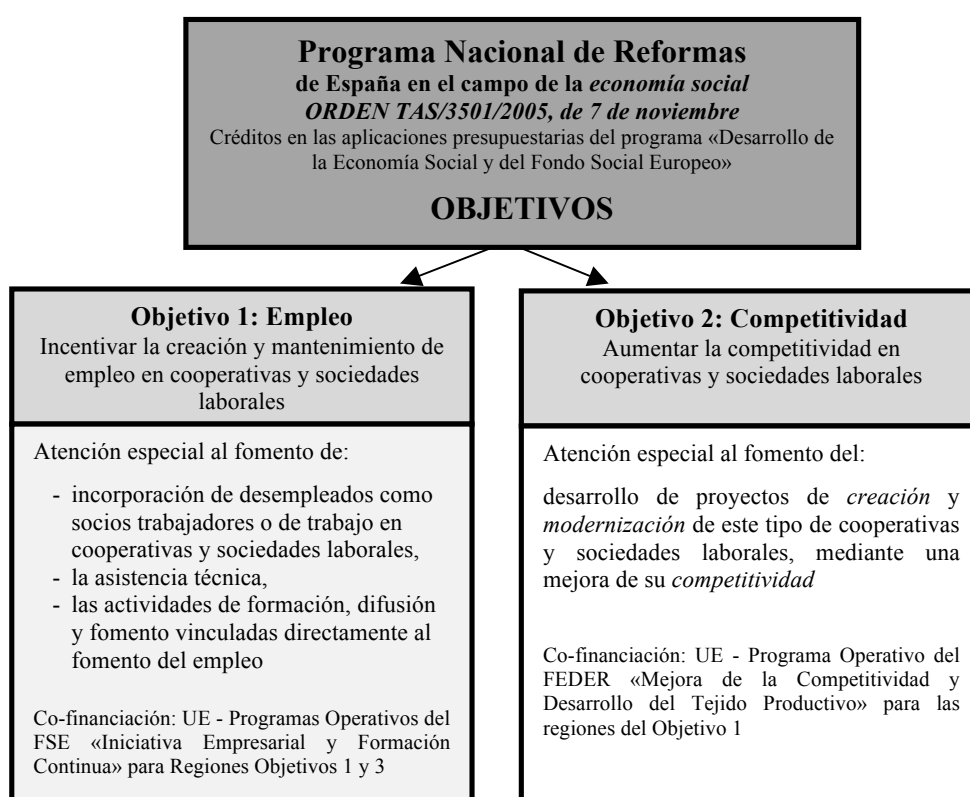 Programa Nacional de Reformas
de España en el campo de la economía social
ORDEN TAS/3501/2005, de 7 de noviembre
Créditos en las aplicaciones presupuestarias del programa «Desarrollo de
la Economía Social y del Fondo Social Europeo»
OBJETIVOS
Objetivo 1: Empleo
Incentivar la creación y mantenimiento de
empleo en cooperativas y sociedades
laborales
Atención especial al fomento de:
- incorporación de desempleados como
socios trabajadores o de trabajo en
cooperativas y sociedades laborales,
- la asistencia técnica,
- las actividades de formación, difusión
y fomento vinculadas directamente al
fomento del empleo
Co-financiación: UE - Programas Operativos del
FSE «Iniciativa Empresarial y Formación
Continua» para Regiones Objetivos 1 y 3
Objetivo 2: Competitividad
Aumentar la competitividad en
cooperativas y sociedades laborales
Atención especial al fomento del:
desarrollo de proyectos de creación y
modernización de este tipo de cooperativas
y sociedades laborales, mediante una
mejora de su competitividad
Co-financiación: UE - Programa Operativo del
FEDER «Mejora de la Competitividad y
Desarrollo del Tejido Productivo» para las
regiones del Objetivo 1